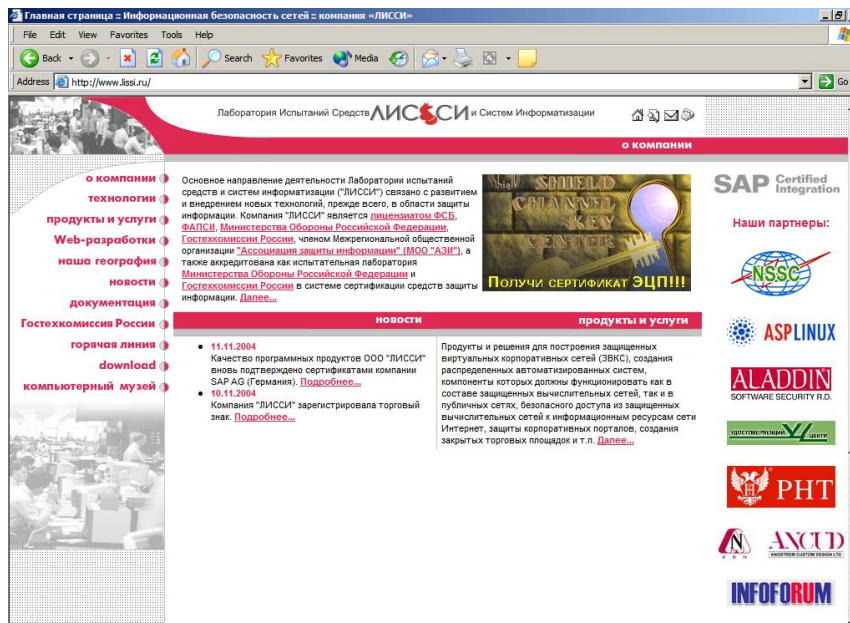 Главная страница :: Информационная безопасность сетей :: компания «ЛИССИ»
File Edit View Favorites Tools Help
Back Search Favorites Media
Address http://www.lissi.ru/ Go
Лаборатория Испытаний Средств ЛИССИ и Систем Информатизации
о компании
о компании
технологии
продукты и услуги
Web-разработки
наша география
новости
документация
Гостехкомиссия России
горячая линия
download
компьютерный музей
Основное направление деятельности Лаборатории испытаний
средств и систем информатизации ("ЛИССИ") связано с развитием
и внедрением новых технологий, прежде всего, в области защиты
информации. Компания "ЛИССИ" является лицензиатом ФСБ,
ФАПСИ, Министерства Обороны Российской Федерации,
Гостехкомиссии России, членом Межрегиональной общественной
организации "Ассоциация защиты информации" (МОО "АЗИ"), а
также аккредитована как испытательная лаборатория
Министерства Обороны Российской Федерации и
Гостехкомиссии России в системе сертификации средств защиты
информации. Далее...
Shiell SHIELD
CHANNEL
KEY
CENTER
Получи сертификат ЭЦП!!!
новости
11.11.2004
Качество программных продуктов ООО "ЛИССИ"
вновь подтверждено сертификатами компании
SAP AG (Германия). Подробнее...
10.11.2004
Компания "ЛИССИ" зарегистрировала торговый
знак. Подробнее...
продукты и услуги
Продукты и решения для построения защищенных
виртуальных корпоративных сетей (ЗВКС), создания
распределенных автоматизированных систем,
компоненты которых должны функционировать как в
составе защищенных вычислительных сетей, так и в
публичных сетях, безопасного доступа из защищенных
вычислительных сетей к информационным ресурсам сети
Интернет, защиты корпоративных порталов, создания
закрытых торговых площадок и т.п. Далее...
SAP Certified
Integration
Наши партнеры:
NSSC
ASPLINUX
ALADDIN
SOFTWARE SECURITY R.D.
УДОСТОВЕРЯЮЩИЙ УЦ ЦЕНТР
РНТ
ANCUD
ANGSTREM CUSTOM DESIGN LTD
INFOFORUM